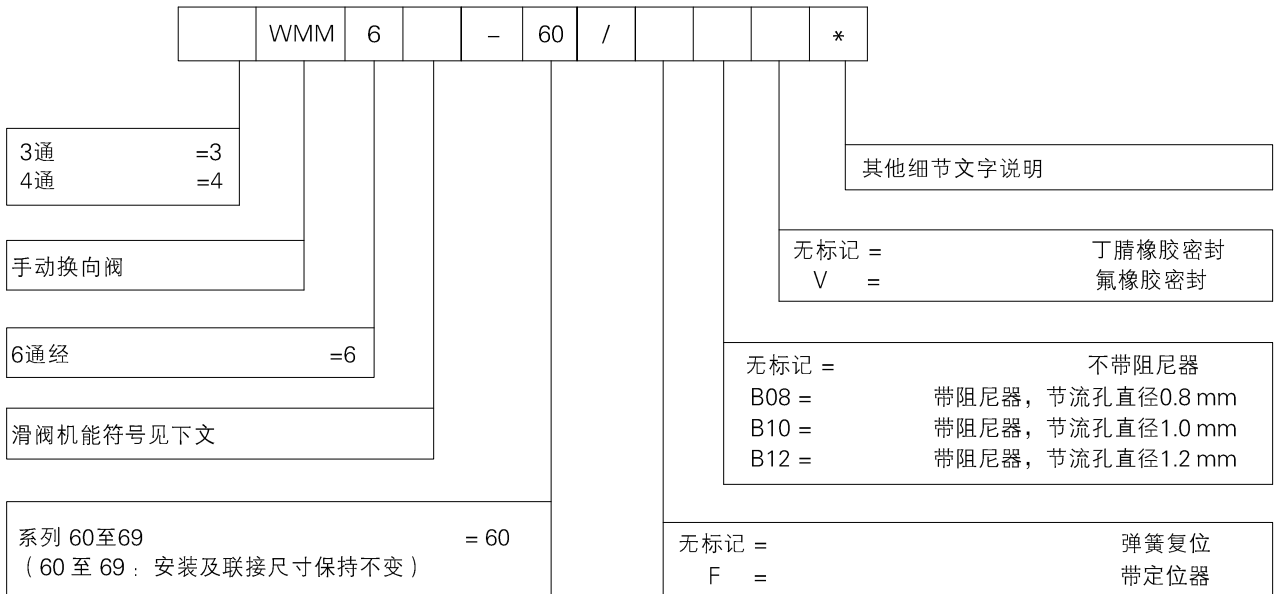 WMM 6 – 60 / *
3通 =3
4通 =4
手动换向阀
6通经 =6
滑阀机能符号见下文
系列 60至69 = 60
（60 至 69 ：安装及联接尺寸保持不变）
其他细节文字说明
无标记 = 丁腈橡胶密封
V = 氟橡胶密封
无标记 = 不带阻尼器
B08 = 带阻尼器，节流孔直径0.8 mm
B10 = 带阻尼器，节流孔直径1.0 mm
B12 = 带阻尼器，节流孔直径1.2 mm
无标记 = 弹簧复位
F = 带定位器